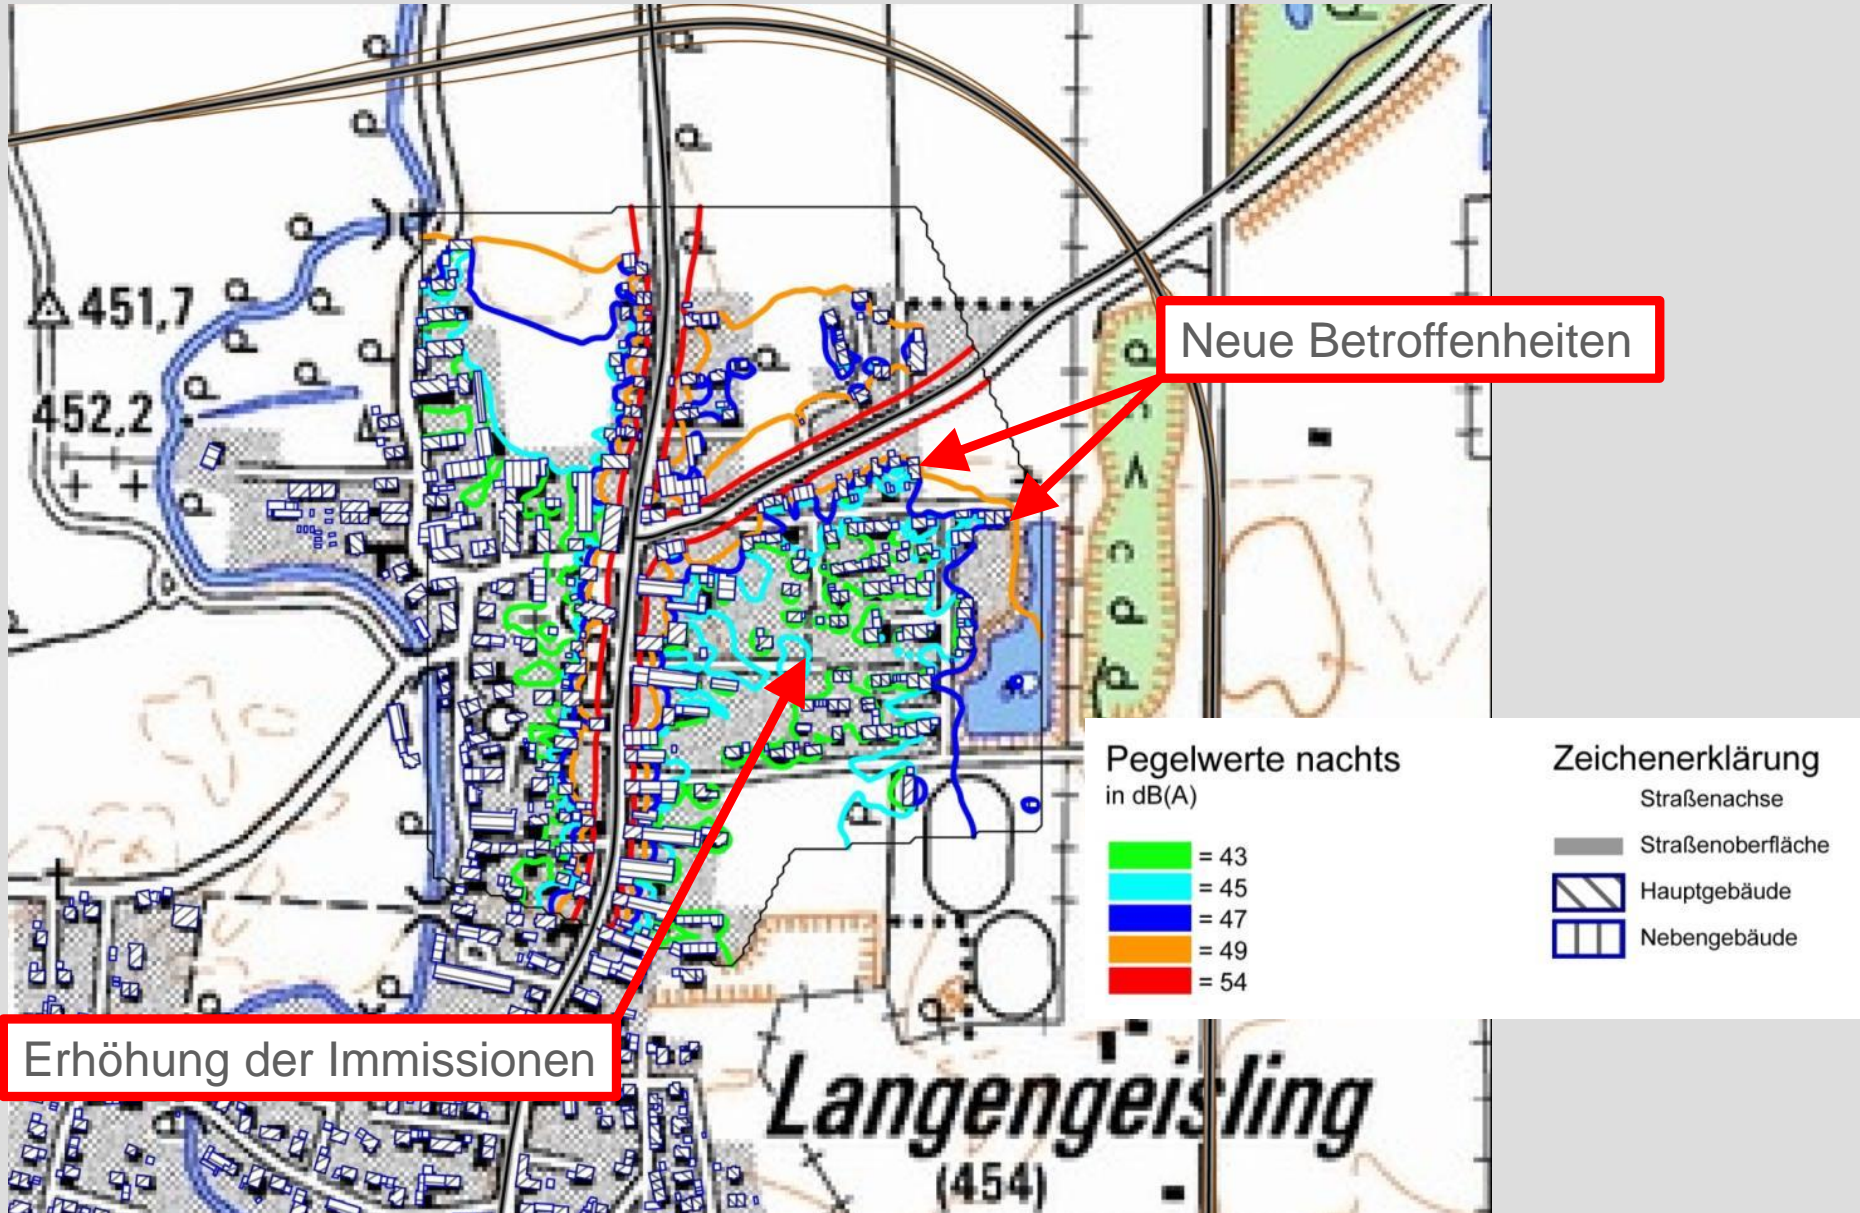 451,7
452,2
Neue Betroffenheiten
Pegelwerte nachts
in dB(A)
= 43
= 45
= 47
= 49
= 54
Zeichenerklärung
Straßenachse
Straßenoberfläche
Hauptgebäude
Nebengebäude
Erhöhung der Immissionen
Langengeisling
(454)